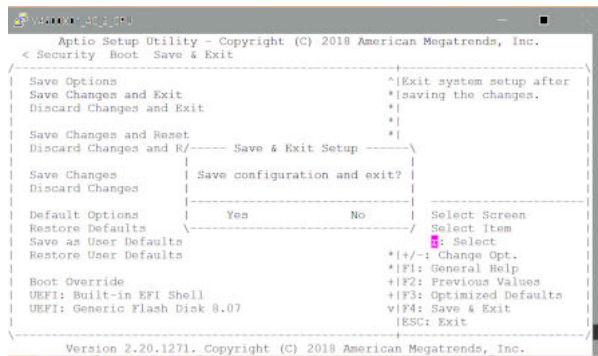 Aptio Setup Utility - Copyright (C) 2018 American Megatrends, Inc.
< Security Boot Save & Exit
Save Options
Save Changes and Exit
Discard Changes and Exit
Save Changes and Reset
Discard Changes and R
Save Changes
Discard Changes
Default Options
Restore Defaults
Save as User Defaults
Restore User Defaults
Boot Override
UEFI: Built-in EFI Shell
UEFI: Generic Flash Disk 8.07
Save & Exit Setup
Save configuration and exit?
Yes No
Exit system setup after
saving the changes.
Select Screen
Select Item
: Select
+/-: Change Opt.
F1: General Help
F2: Previous Values
F3: Optimized Defaults
F4: Save & Exit
ESC: Exit
Version 2.20.1271. Copyright (C) 2018 American Megatrends, Inc.